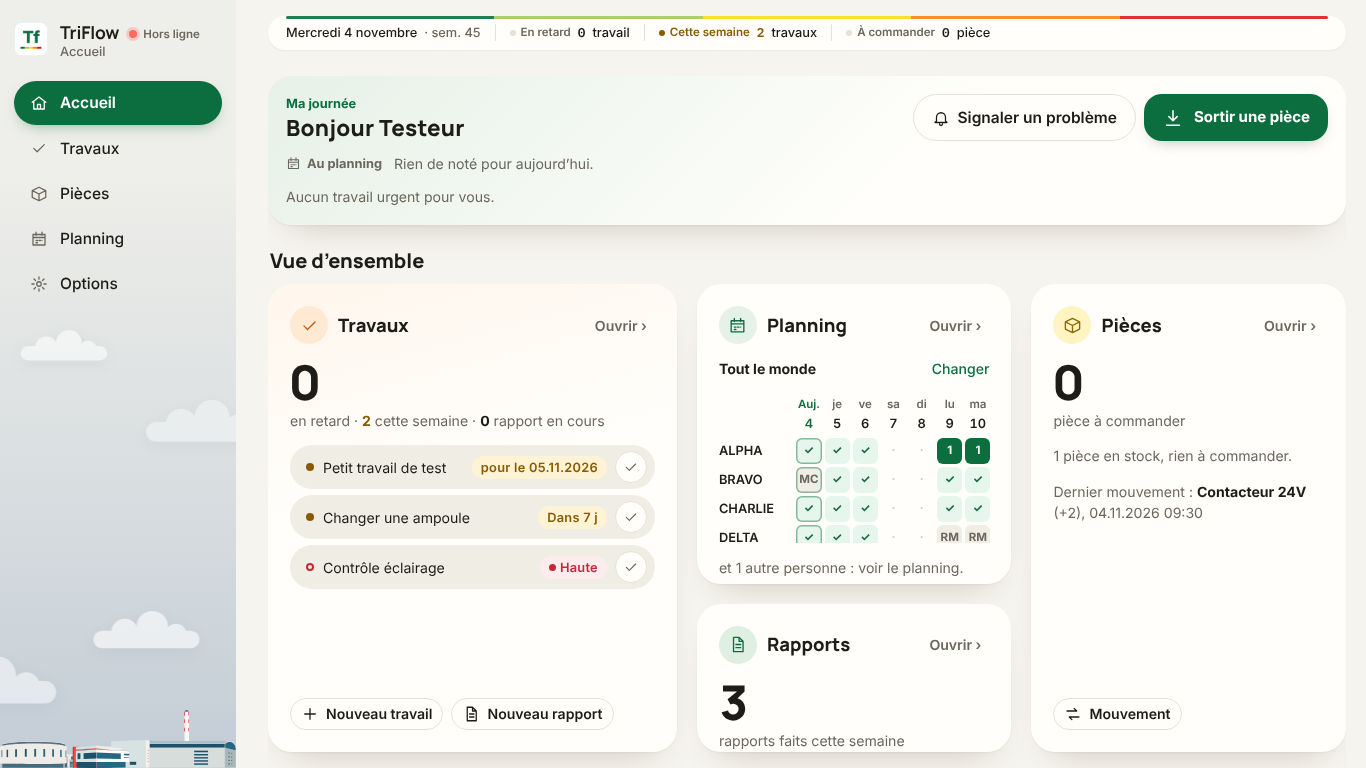 Tf
TriFlow Hors ligne
Accueil
Accueil
Travaux
Pièces
Planning
Options
Mercredi 4 novembre · sem. 45 En retard 0 travail Cette semaine 2 travaux À commander 0 pièce
Ma journée
Bonjour Testeur
Signaler un problème
Sortir une pièce
Au planning Rien de noté pour aujourd’hui.
Aucun travail urgent pour vous.
Vue d’ensemble
Travaux Ouvrir ›
0
en retard · 2 cette semaine · 0 rapport en cours
Petit travail de test pour le 05.11.2026
Changer une ampoule Dans 7 j
Contrôle éclairage Haute
Nouveau travail Nouveau rapport
Planning Ouvrir ›
Tout le monde Changer
Auj. je ve sa di lu ma
4 5 6 7 8 9 10
ALPHA ✓ ✓ ✓ · · 1 1
BRAVO MC ✓ ✓ · · ✓ ✓
CHARLIE ✓ ✓ ✓ · · ✓ ✓
DELTA ✓ ✓ ✓ · · RM RM
et 1 autre personne : voir le planning.
Rapports Ouvrir ›
3
rapports faits cette semaine
Pièces Ouvrir ›
0
pièce à commander
1 pièce en stock, rien à commander.
Dernier mouvement : Contacteur 24V
(+2), 04.11.2026 09:30
Mouvement